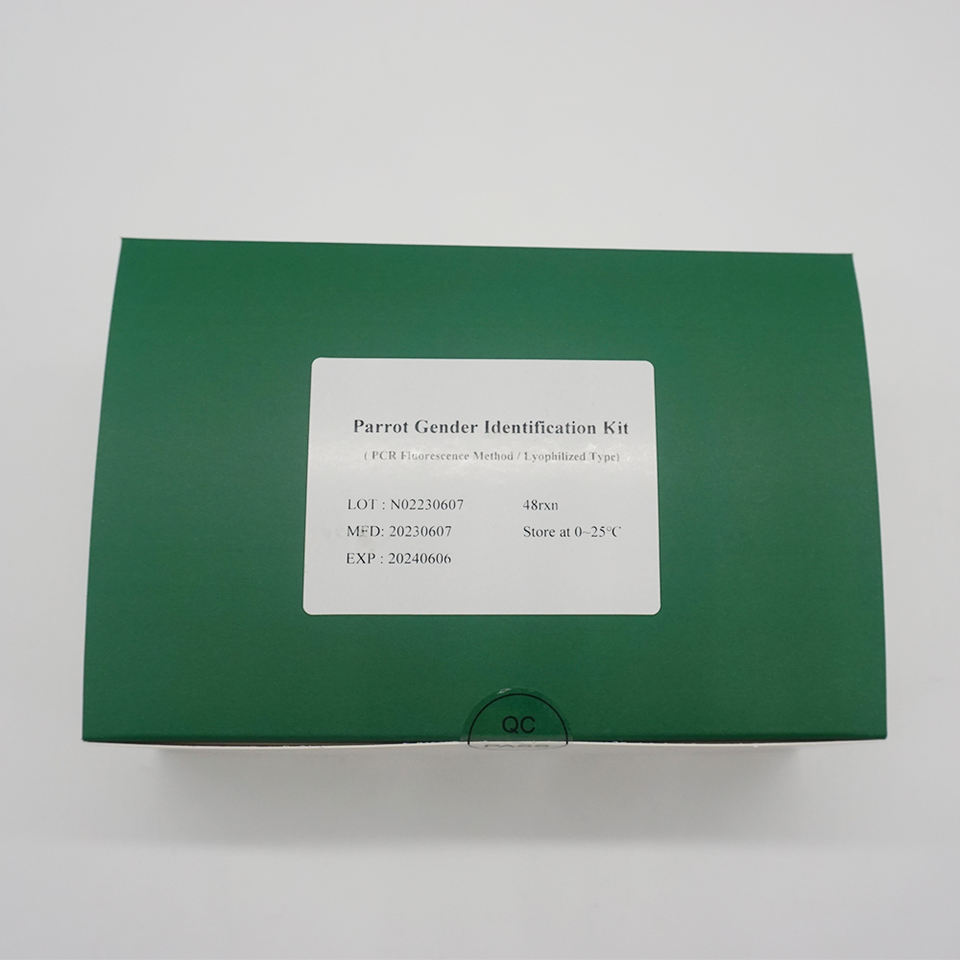 Parrot Gender Identification Kit
( PCR Fluorescence Method / Lyophilized Type)
LOT : N02230607 48rxn
MFD: 20230607 Store at 0~25°C
EXP : 20240606
QC
PASS